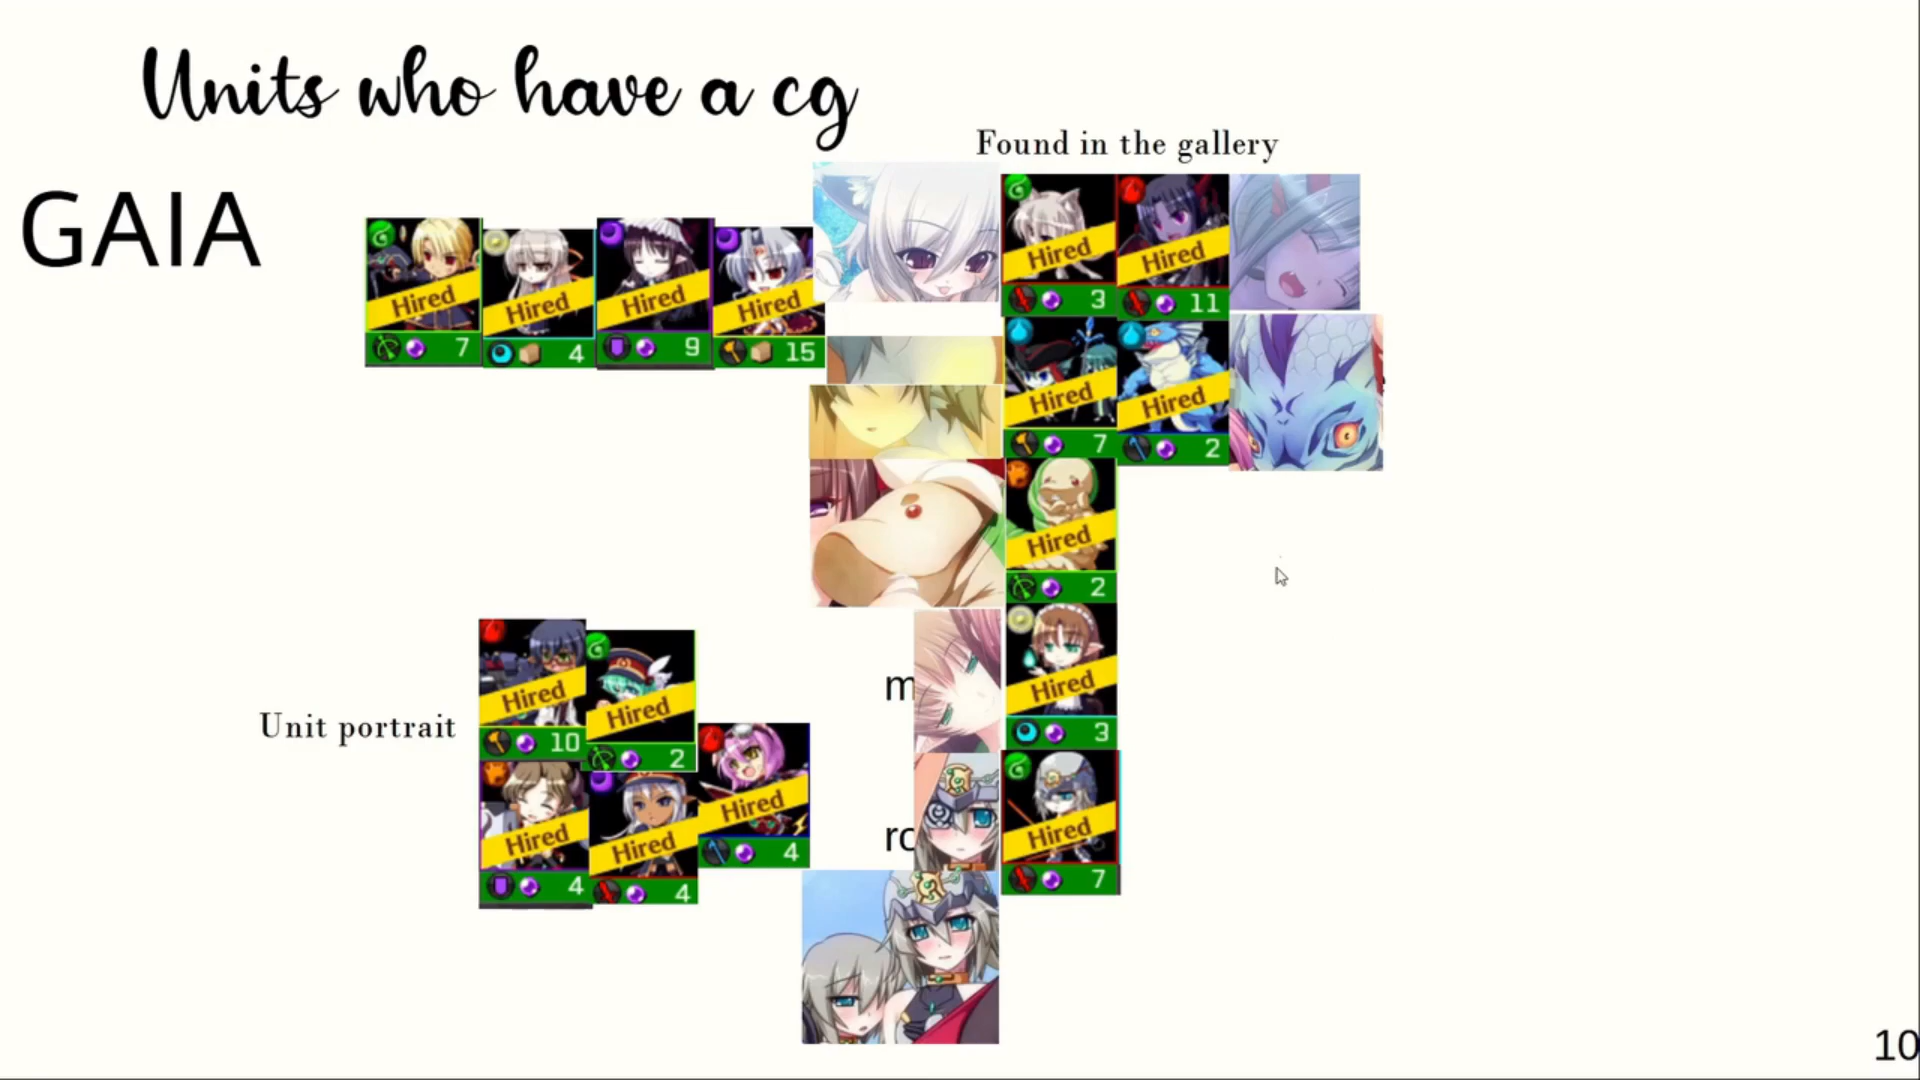 Units who have a cg
Found in the gallery
GAIA
Hired
Hired
Hired
Hired
Hired
Hired
7
4
9
15
3
11
Hired
Hired
7
2
Hired
2
Hired
Hired
Hired
m
Unit portrait
10
2
3
Hired
Hired
Hired
Hired
rc
4
4
4
7
10